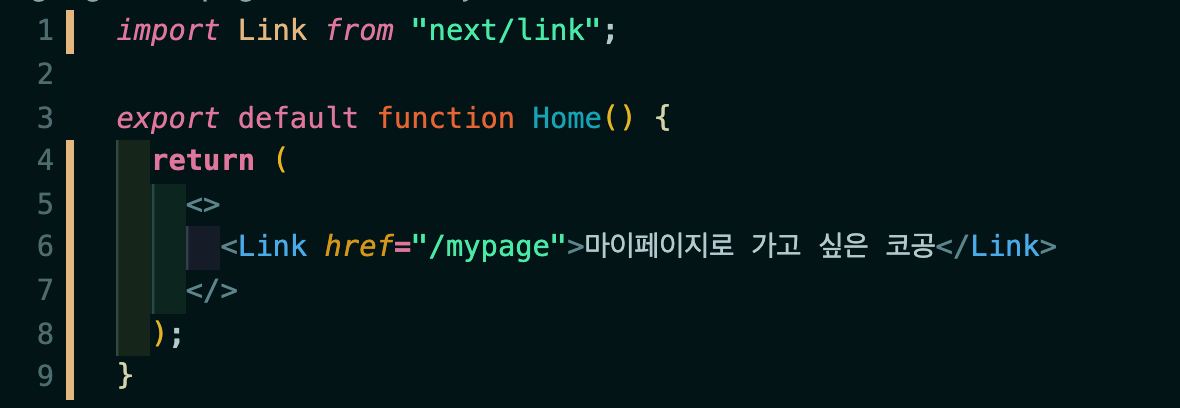 1 import Link from "next/link";
2
3 export default function Home() {
4 return (
5 <>
6 <Link href="/mypage">마이페이지로 가고 싶은 코공</Link>
7 </>
8 );
9 }